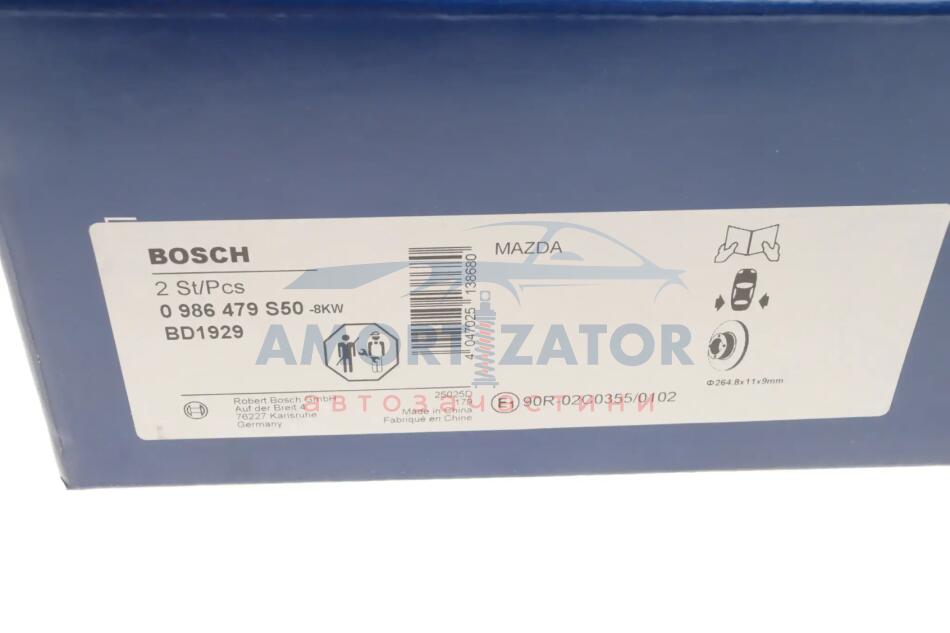 BOSCH
MAZDA
2 St/Pcs
0 986 479 S50 -8KW
BD1929
4 047025 138680
AMORTIZATOR
автозапчастини
Φ264.8x11x9mm
Robert Bosch GmbH
Auf der Breit 4
76227 Karlsruhe
Germany
25025D
Made in China
Fabriqué en Chine
E1 90R-02C0355/0102